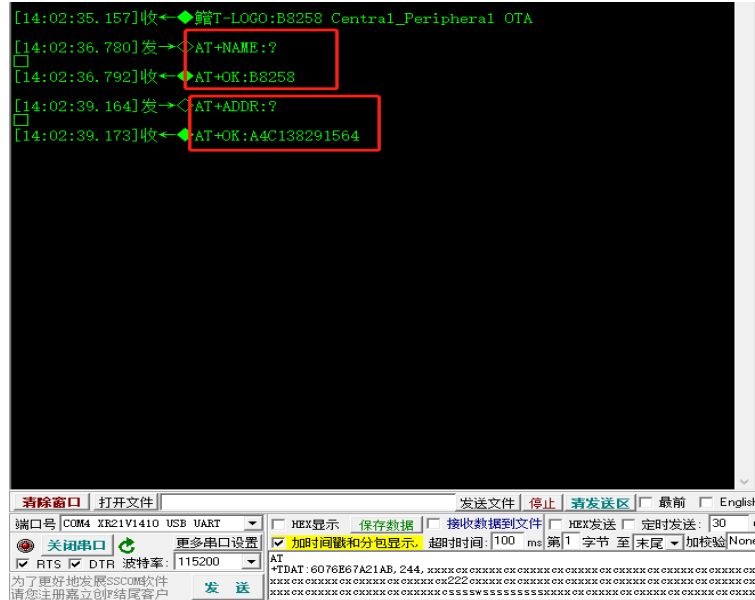 [14:02:35.157]收←◆鳤T-LOGO:B8258 Central_Peripheral OTA
[14:02:36.780]发→◇AT+NAME:?
□
[14:02:36.792]收←◆AT+OK:B8258
[14:02:39.164]发→◇AT+ADDR:?
□
[14:02:39.173]收←◆AT+OK:A4C138291564
清除窗口 打开文件 发送文件 停止 清发送区 最前 English
端口号 COM4 XR21V1410 USB UART HEX显示 保存数据 接收数据到文件 HEX发送 定时发送: 30
关闭串口 更多串口设置 加时间戳和分包显示, 超时时间: 100 ms 第 1 字节 至 末尾 加校验 None
RTS DTR 波特率: 115200 AT
+TDAT:6076E67A21AB,244,
为了更好地发展SSCOM软件
请您注册嘉立创F结尾客户
发 送